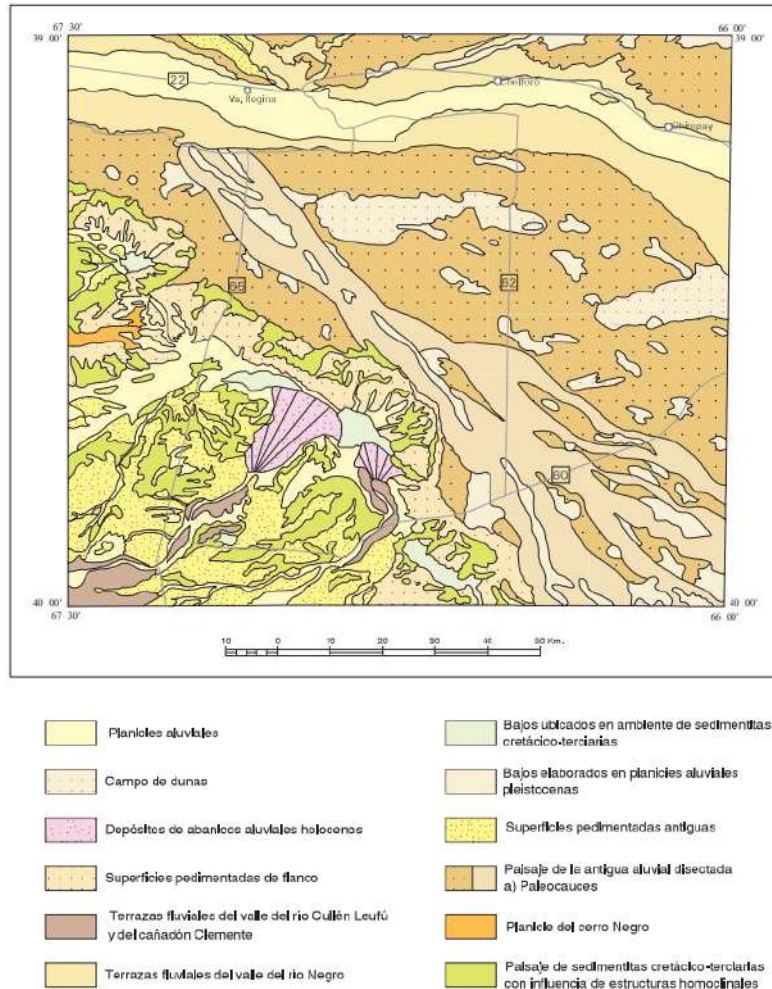 67 30'
66 00'
39 00'
39 00'
22
Va. Regina
Chelforó
Chimpay
65
62
60
40 00'
67 30'
40 00'
66 00'
10 0 10 20 30 40 50 Km.
Planicies aluviales
Campo de dunas
Depósitos de abanicos aluviales holocenos
Superficies pedimentadas de flanco
Terrazas fluviales del valle del río Cullén Leufú
y del cañadón Clemente
Terrazas fluviales del valle del río Negro
Bajos ubicados en ambiente de sedimentitas
cretácico-terciarias
Bajos elaborados en planicies aluviales
pleistocenas
Superficies pedimentadas antiguas
Paisaje de la antigua aluvial disectada
a) Paleocauces
Planicie del cerro Negro
Paisaje de sedimentitas cretácico-terciarias
con influencia de estructuras homoclinales